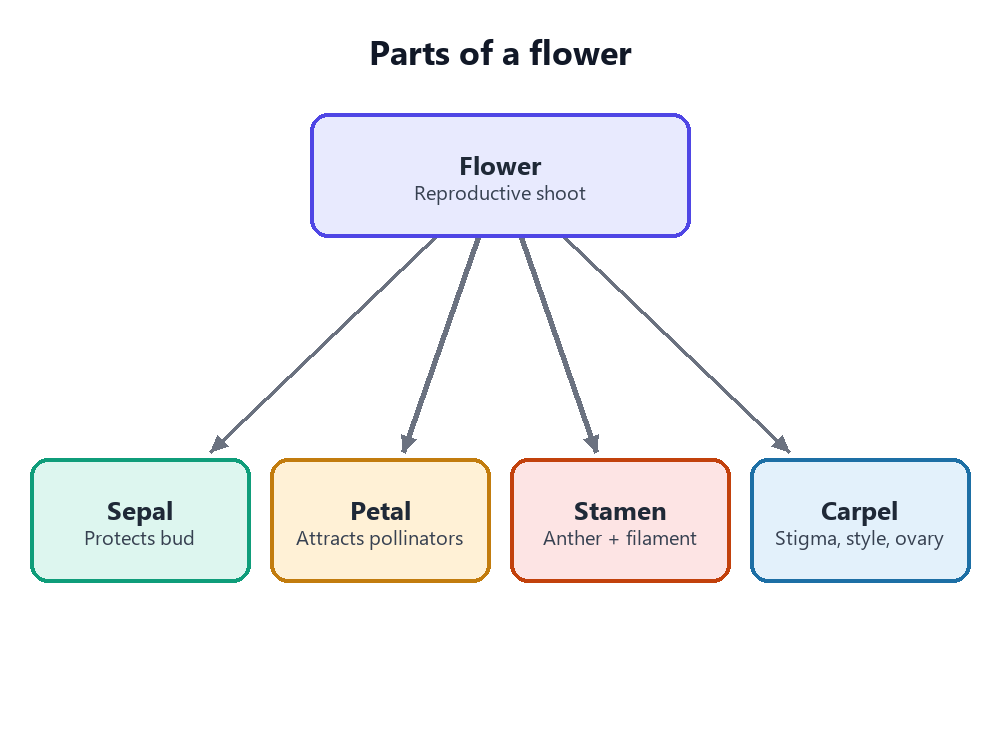 Parts of a flower
Flower
Reproductive shoot
Sepal
Protects bud
Petal
Attracts pollinators
Stamen
Anther + filament
Carpel
Stigma, style, ovary